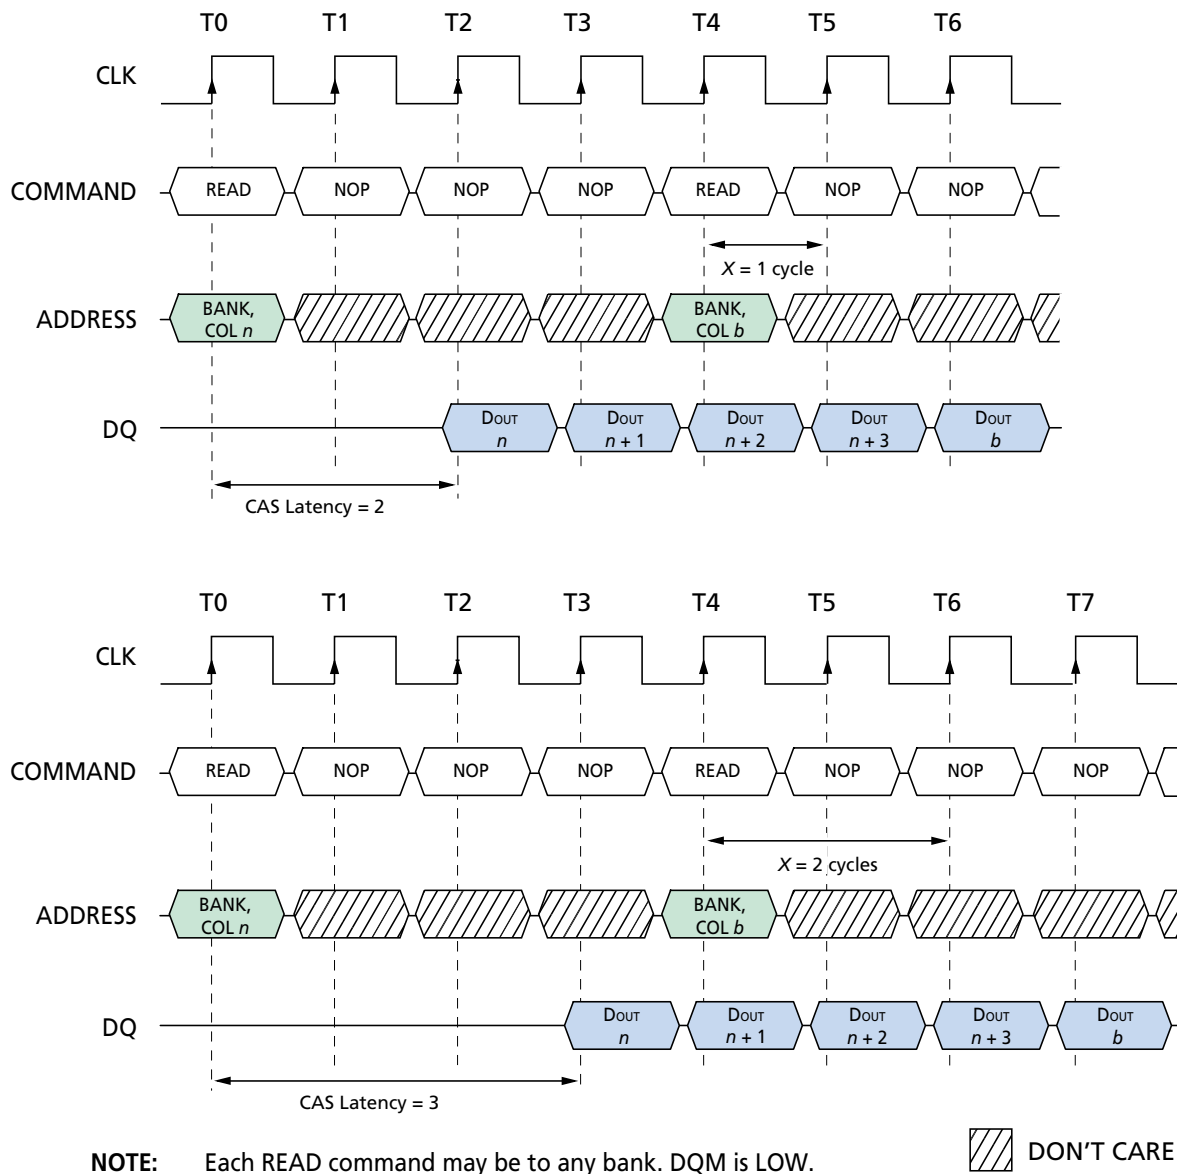 T0 T1 T2 T3 T4 T5 T6
CLK
COMMAND READ NOP NOP NOP READ NOP NOP
X = 1 cycle
ADDRESS BANK, COL n BANK, COL b
DQ DOUT n DOUT n + 1 DOUT n + 2 DOUT n + 3 DOUT b
CAS Latency = 2
T0 T1 T2 T3 T4 T5 T6 T7
CLK
COMMAND READ NOP NOP NOP READ NOP NOP NOP
X = 2 cycles
ADDRESS BANK, COL n BANK, COL b
DQ DOUT n DOUT n + 1 DOUT n + 2 DOUT n + 3 DOUT b
CAS Latency = 3
DON'T CARE
NOTE: Each READ command may be to any bank. DQM is LOW.